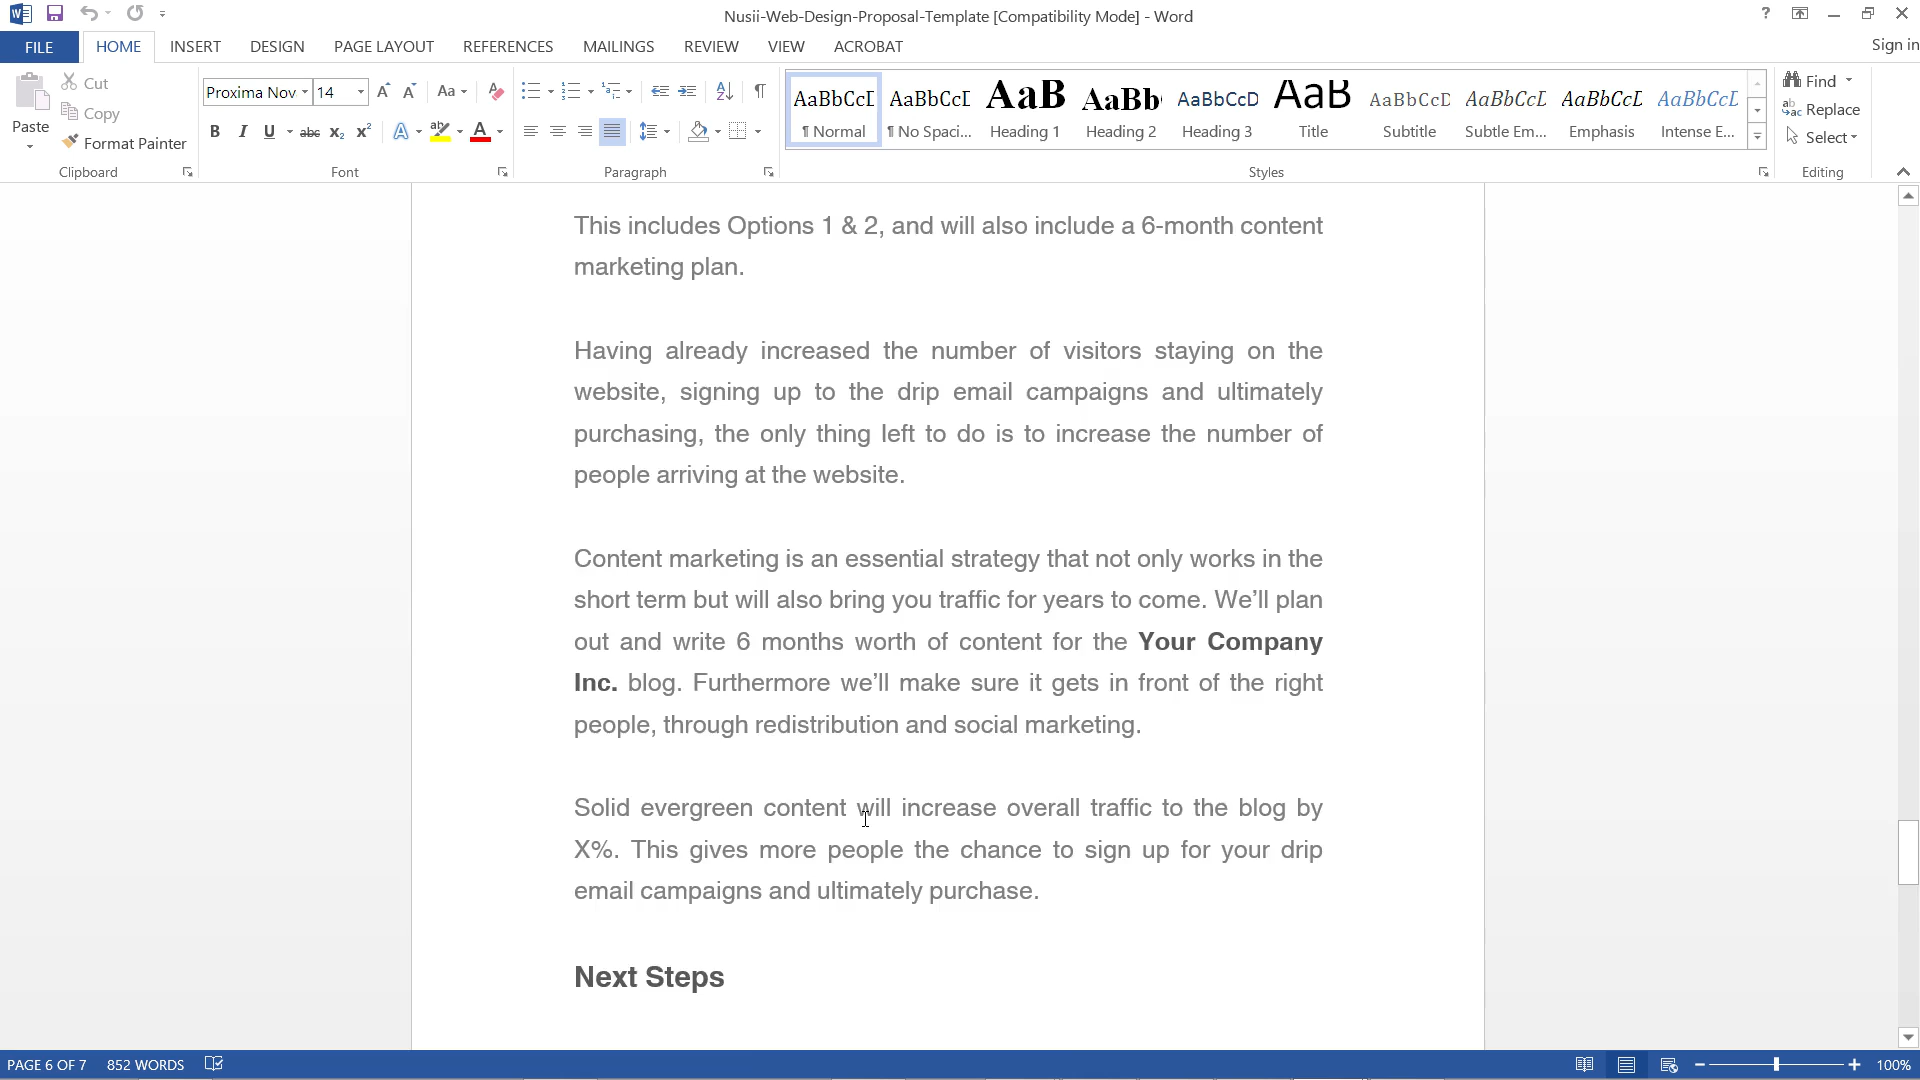 Nusii-Web-Design-Proposal-Template [Compatibility Mode] - Word
?
FILE HOME INSERT DESIGN PAGE LAYOUT REFERENCES MAILINGS REVIEW VIEW ACROBAT Sign in
Paste
Cut
Copy
Format Painter
Clipboard
Proxima Nov 14
Font
Paragraph
AaBbCcD AaBbCcD AaB AaBb AaBbCcD AaB AaBbCcD AaBbCcD AaBbCcD AaBbCcD
¶ Normal ¶ No Spaci... Heading 1 Heading 2 Heading 3 Title Subtitle Subtle Em... Emphasis Intense E...
Styles
Find
Replace
Select
Editing
This includes Options 1 & 2, and will also include a 6-month content
marketing plan.
Having already increased the number of visitors staying on the
website, signing up to the drip email campaigns and ultimately
purchasing, the only thing left to do is to increase the number of
people arriving at the website.
Content marketing is an essential strategy that not only works in the
short term but will also bring you traffic for years to come. We’ll plan
out and write 6 months worth of content for the Your Company
Inc. blog. Furthermore we’ll make sure it gets in front of the right
people, through redistribution and social marketing.
Solid evergreen content will increase overall traffic to the blog by
X%. This gives more people the chance to sign up for your drip
email campaigns and ultimately purchase.
Next Steps
PAGE 6 OF 7 852 WORDS 100%